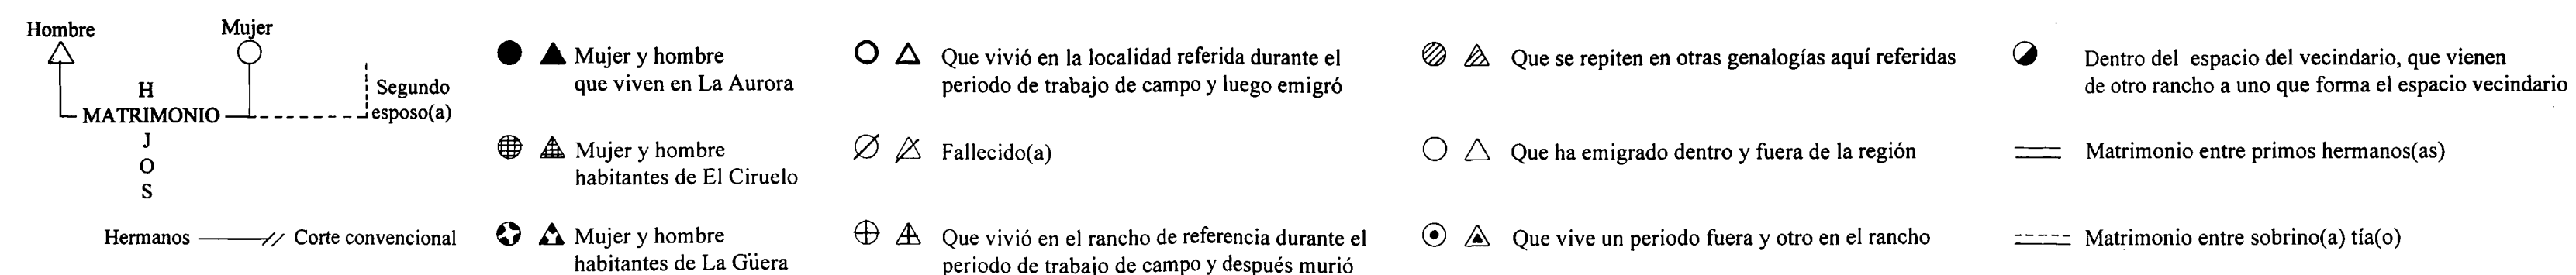 Hombre
Mujer
H
MATRIMONIO
J
O
S
Segundo
esposo(a)
Hermanos
Corte convencional
Mujer y hombre
que viven en La Aurora
Mujer y hombre
habitantes de El Ciruelo
Mujer y hombre
habitantes de La Güera
Que vivió en la localidad referida durante el
periodo de trabajo de campo y luego emigró
Fallecido(a)
Que vivió en el rancho de referencia durante el
periodo de trabajo de campo y después murió
Que se repiten en otras genalogías aquí referidas
Que ha emigrado dentro y fuera de la región
Que vive un periodo fuera y otro en el rancho
Dentro del espacio del vecindario, que vienen
de otro rancho a uno que forma el espacio vecindario
Matrimonio entre primos hermanos(as)
Matrimonio entre sobrino(a) tía(o)